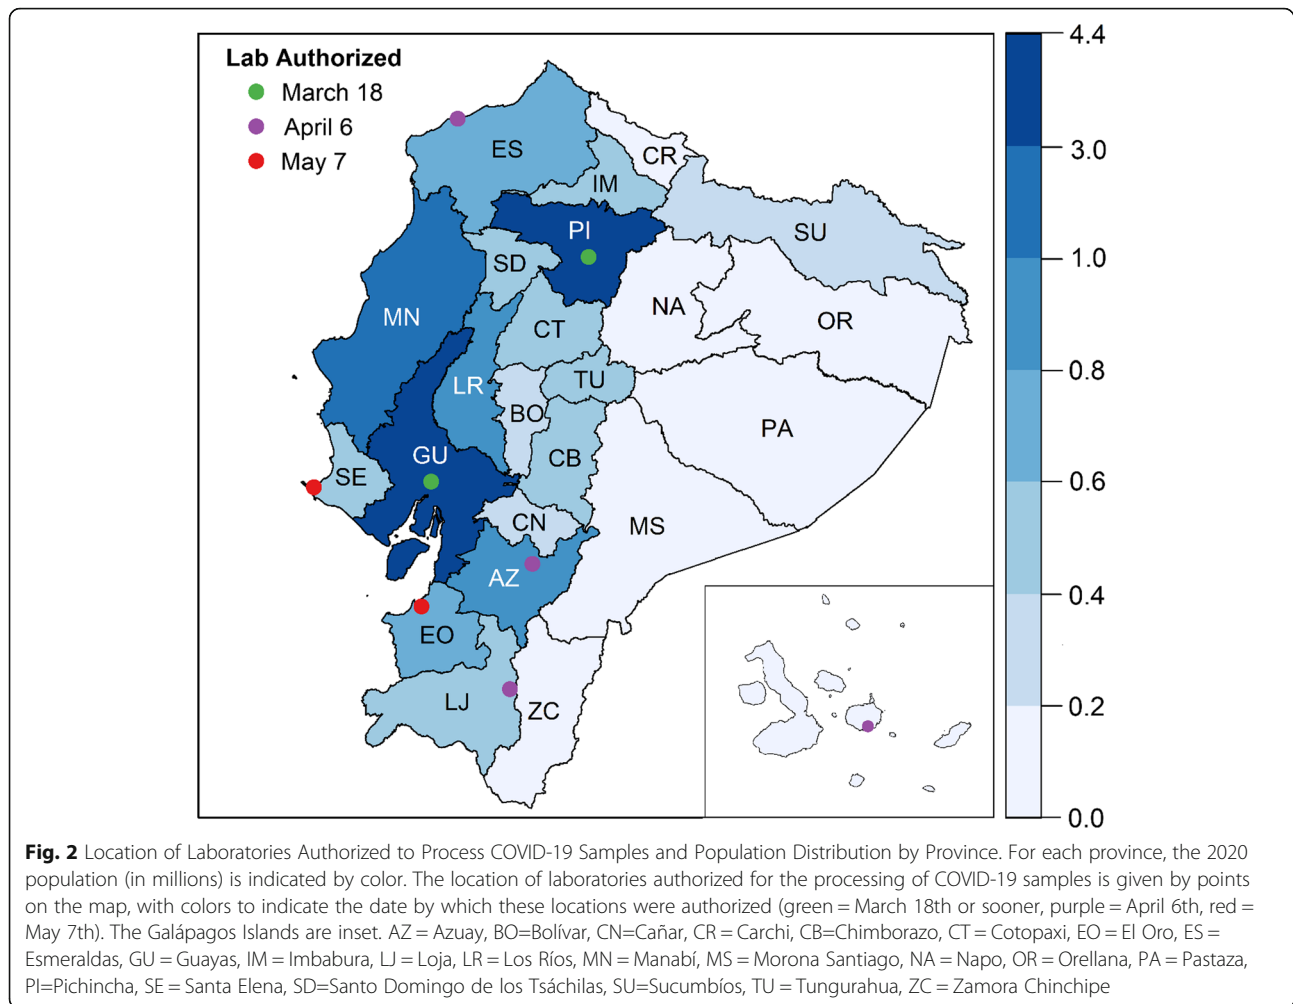 Lab Authorized
March 18
April 6
May 7
ES
CR
IM
PI
SU
SD
NA
MN
OR
CT
LR
TU
BO
PA
GU
CB
SE
CN
MS
AZ
EO
LJ
ZC
4.4
3.0
1.0
0.8
0.6
0.4
0.2
0.0
Fig. 2 Location of Laboratories Authorized to Process COVID-19 Samples and Population Distribution by Province. For each province, the 2020
population (in millions) is indicated by color. The location of laboratories authorized for the processing of COVID-19 samples is given by points
on the map, with colors to indicate the date by which these locations were authorized (green = March 18th or sooner, purple = April 6th, red =
May 7th). The Galápagos Islands are inset. AZ = Azuay, BO=Bolívar, CN=Cañar, CR = Carchi, CB=Chimborazo, CT = Cotopaxi, EO = El Oro, ES =
Esmeraldas, GU = Guayas, IM = Imbabura, LJ = Loja, LR = Los Ríos, MN = Manabí, MS = Morona Santiago, NA = Napo, OR = Orellana, PA = Pastaza,
PI=Pichincha, SE = Santa Elena, SD=Santo Domingo de los Tsáchilas, SU=Sucumbíos, TU = Tungurahua, ZC = Zamora Chinchipe